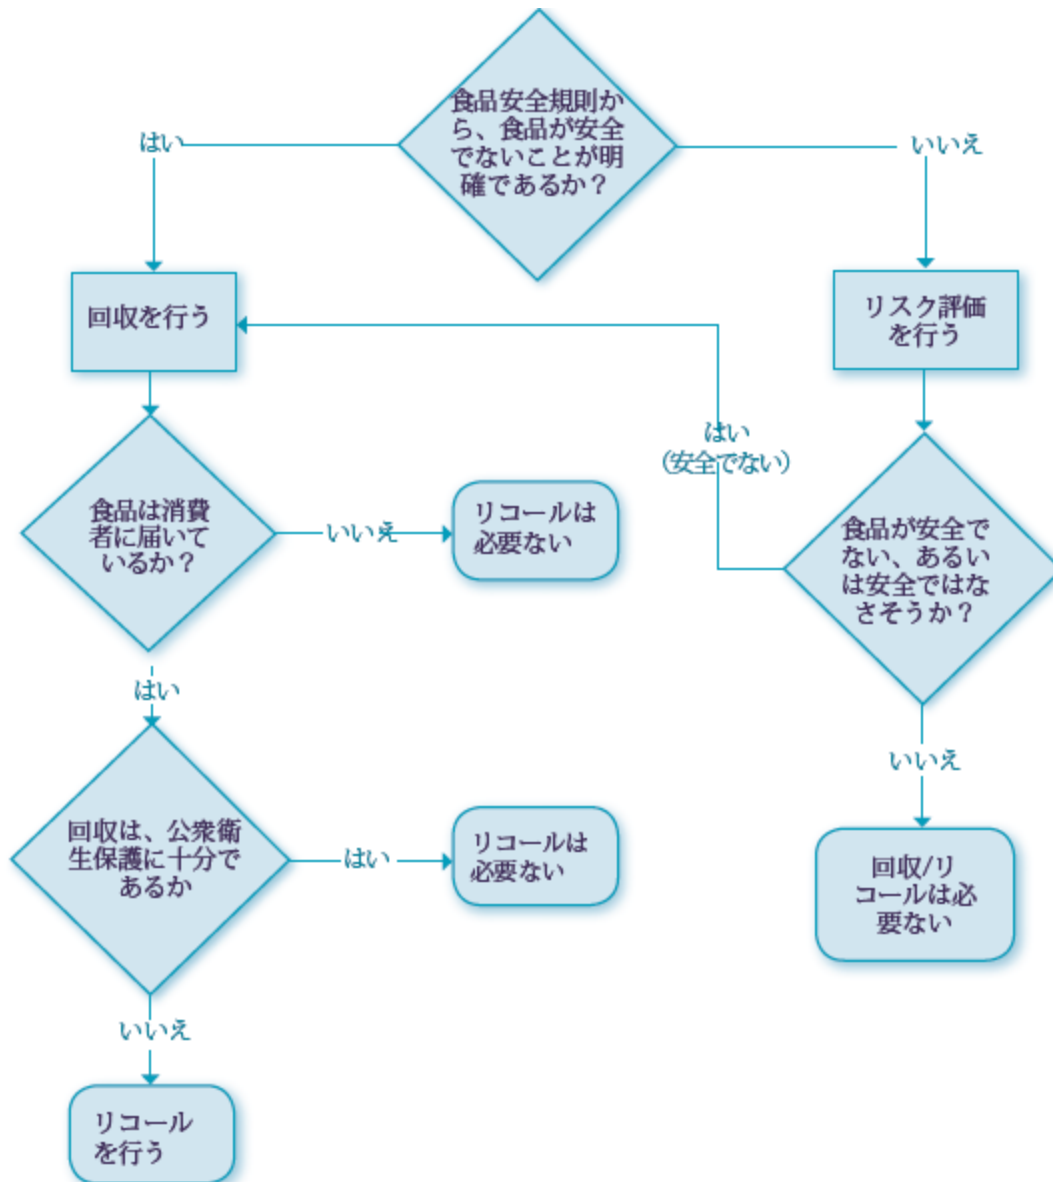 食品安全規則か
ら、食品が安全
でないことが明
確であるか？
はい
いいえ
回収を行う
リスク評価
を行う
はい
（安全でない）
食品は消費
者に届いて
いるか？
いいえ
リコールは
必要ない
食品が安全で
ない、あるい
は安全ではな
さそうか？
はい
いいえ
回収は、公衆衛
生保護に十分で
あるか
はい
リコールは
必要ない
回収/リ
コールは必
要ない
いいえ
リコール
を行う